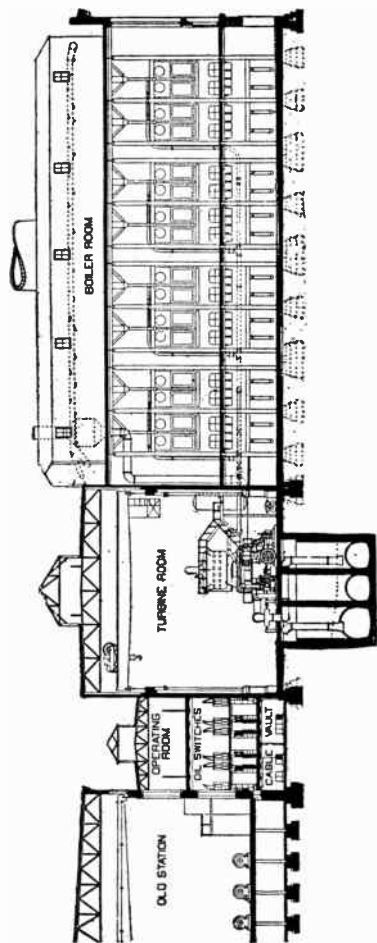 BOILER ROOM
TURBINE ROOM
OPERATING
ROOM
OIL SWITCHES
CABLE VAULT
OLD STATION